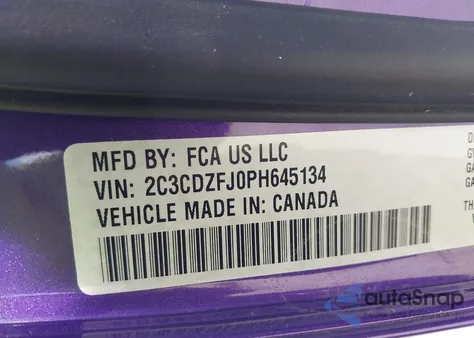 MFD BY: FCA US LLC
VIN: 2C3CDZFJ0PH645134
VEHICLE MADE IN: CANADA
autoSnap